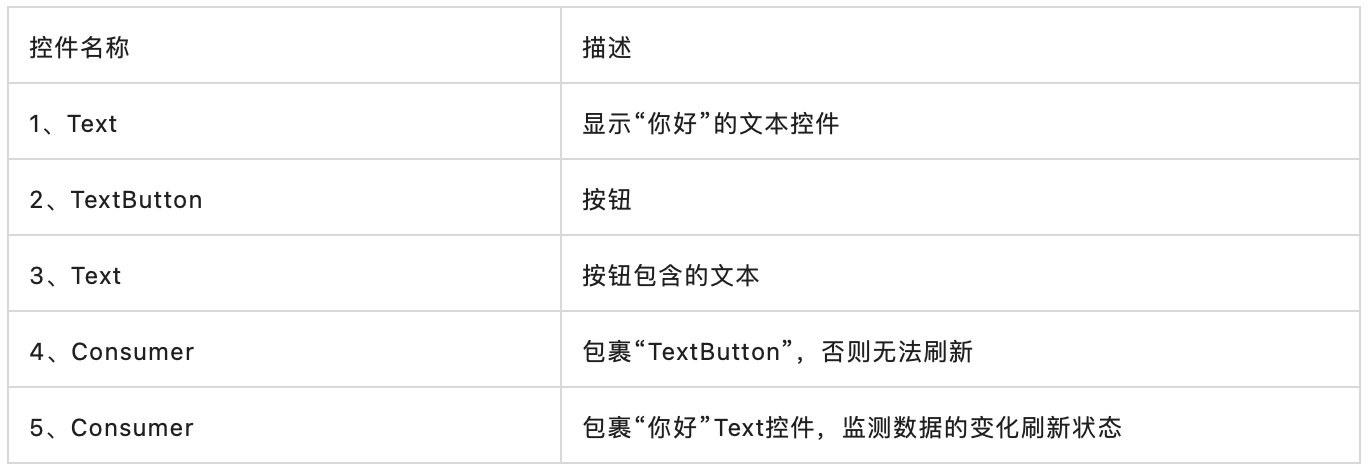 控件名称 描述
1、Text 显示“你好”的文本控件
2、TextButton 按钮
3、Text 按钮包含的文本
4、Consumer 包裹“TextButton”，否则无法刷新
5、Consumer 包裹“你好”Text控件，监测数据的变化刷新状态